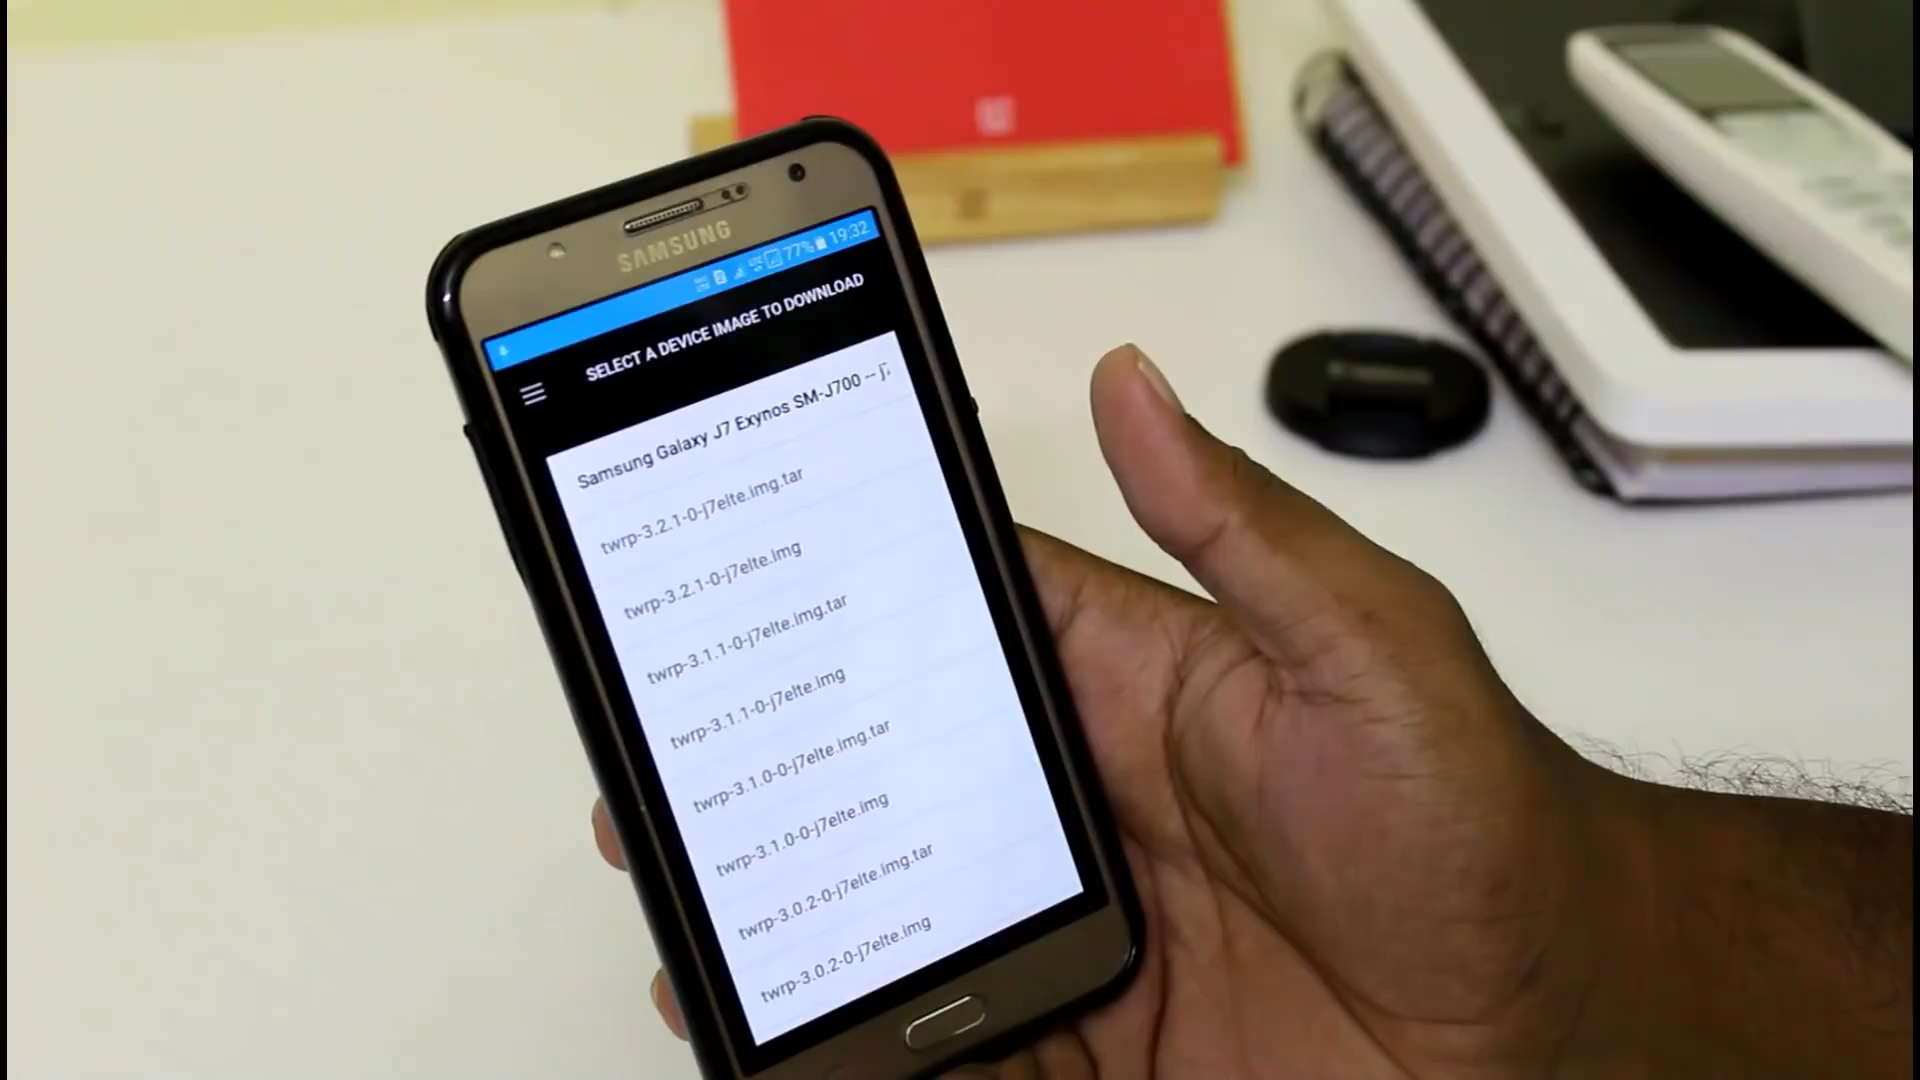 SAMSUNG
77% 19:32
SELECT A DEVICE IMAGE TO DOWNLOAD
Samsung Galaxy J7 Exynos SM-J700 -- j7
twrp-3.2.1-0-j7elte.img.tar
twrp-3.2.1-0-j7elte.img
twrp-3.1.1-0-j7elte.img.tar
twrp-3.1.1-0-j7elte.img
twrp-3.1.0-0-j7elte.img.tar
twrp-3.1.0-0-j7elte.img
twrp-3.0.2-0-j7elte.img.tar
twrp-3.0.2-0-j7elte.img